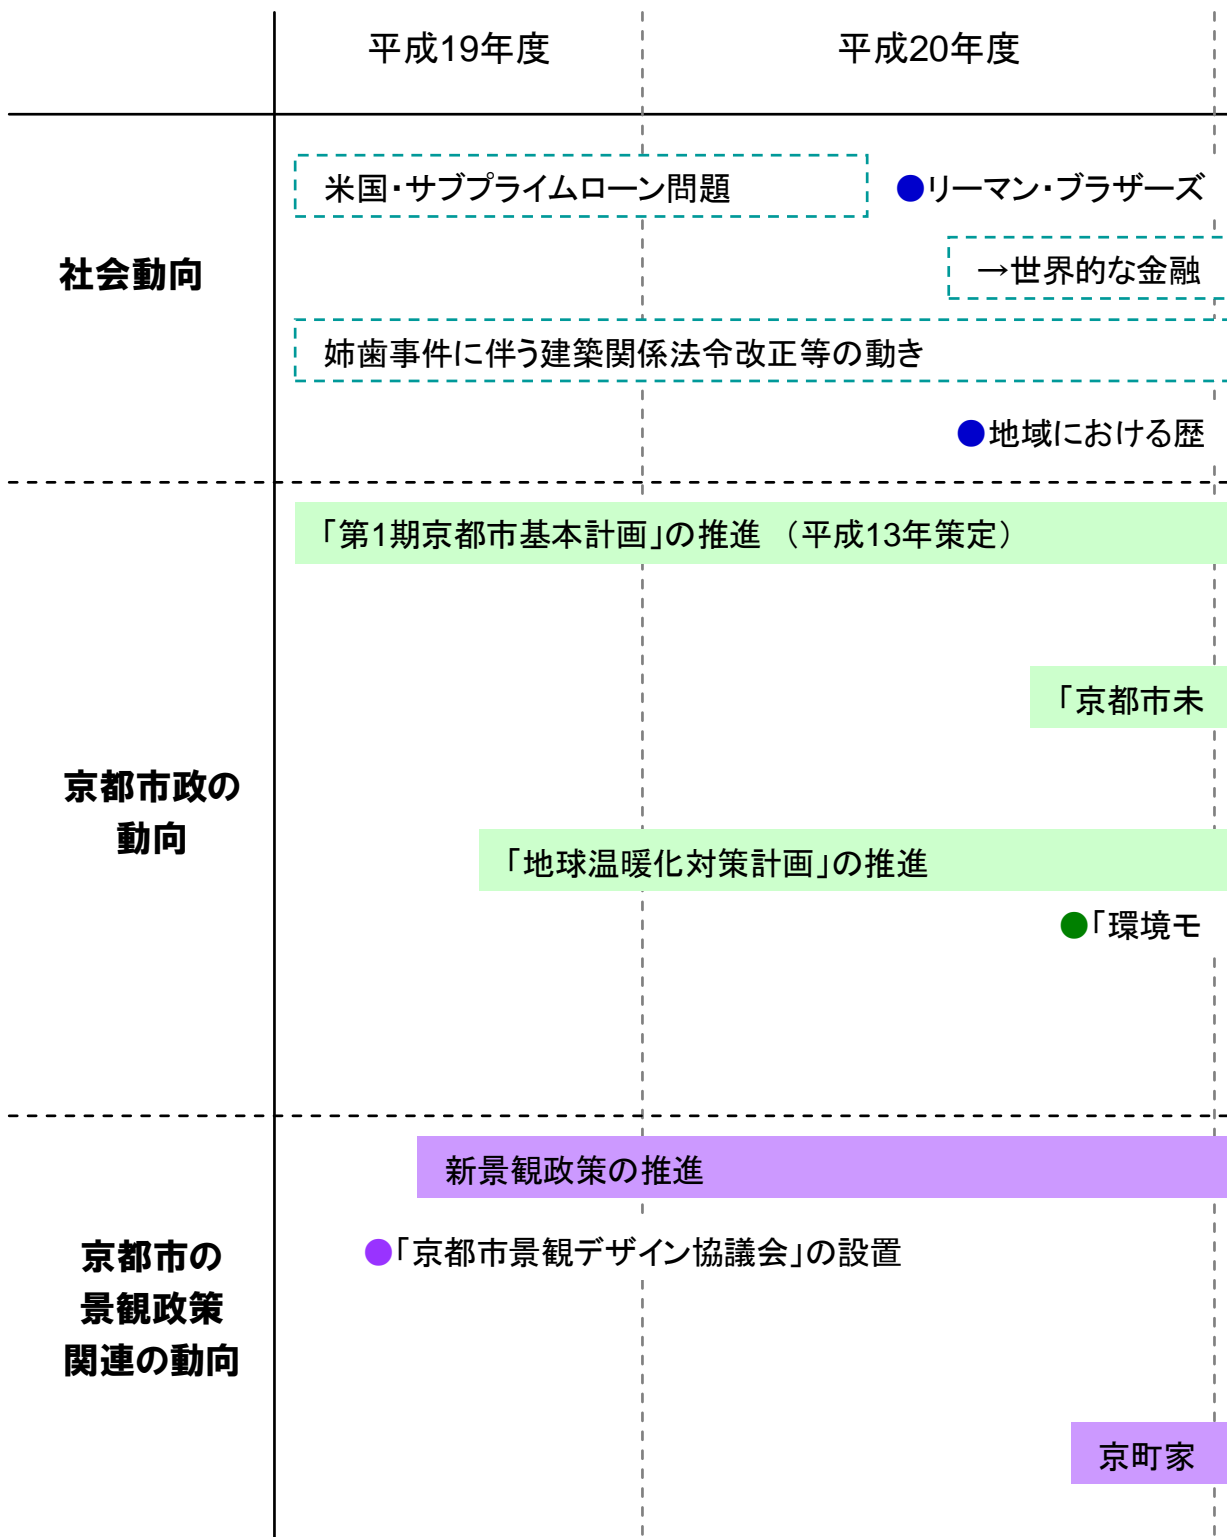 平成19年度
平成20年度
社会動向
米国・サブプライムローン問題
●リーマン・ブラザーズ
→世界的な金融
姉歯事件に伴う建築関係法令改正等の動き
●地域における歴
京都市政の
動向
「第1期京都市基本計画」の推進 （平成13年策定）
「京都市未
「地球温暖化対策計画」の推進
●「環境モ
京都市の
景観政策
関連の動向
新景観政策の推進
●「京都市景観デザイン協議会」の設置
京町家